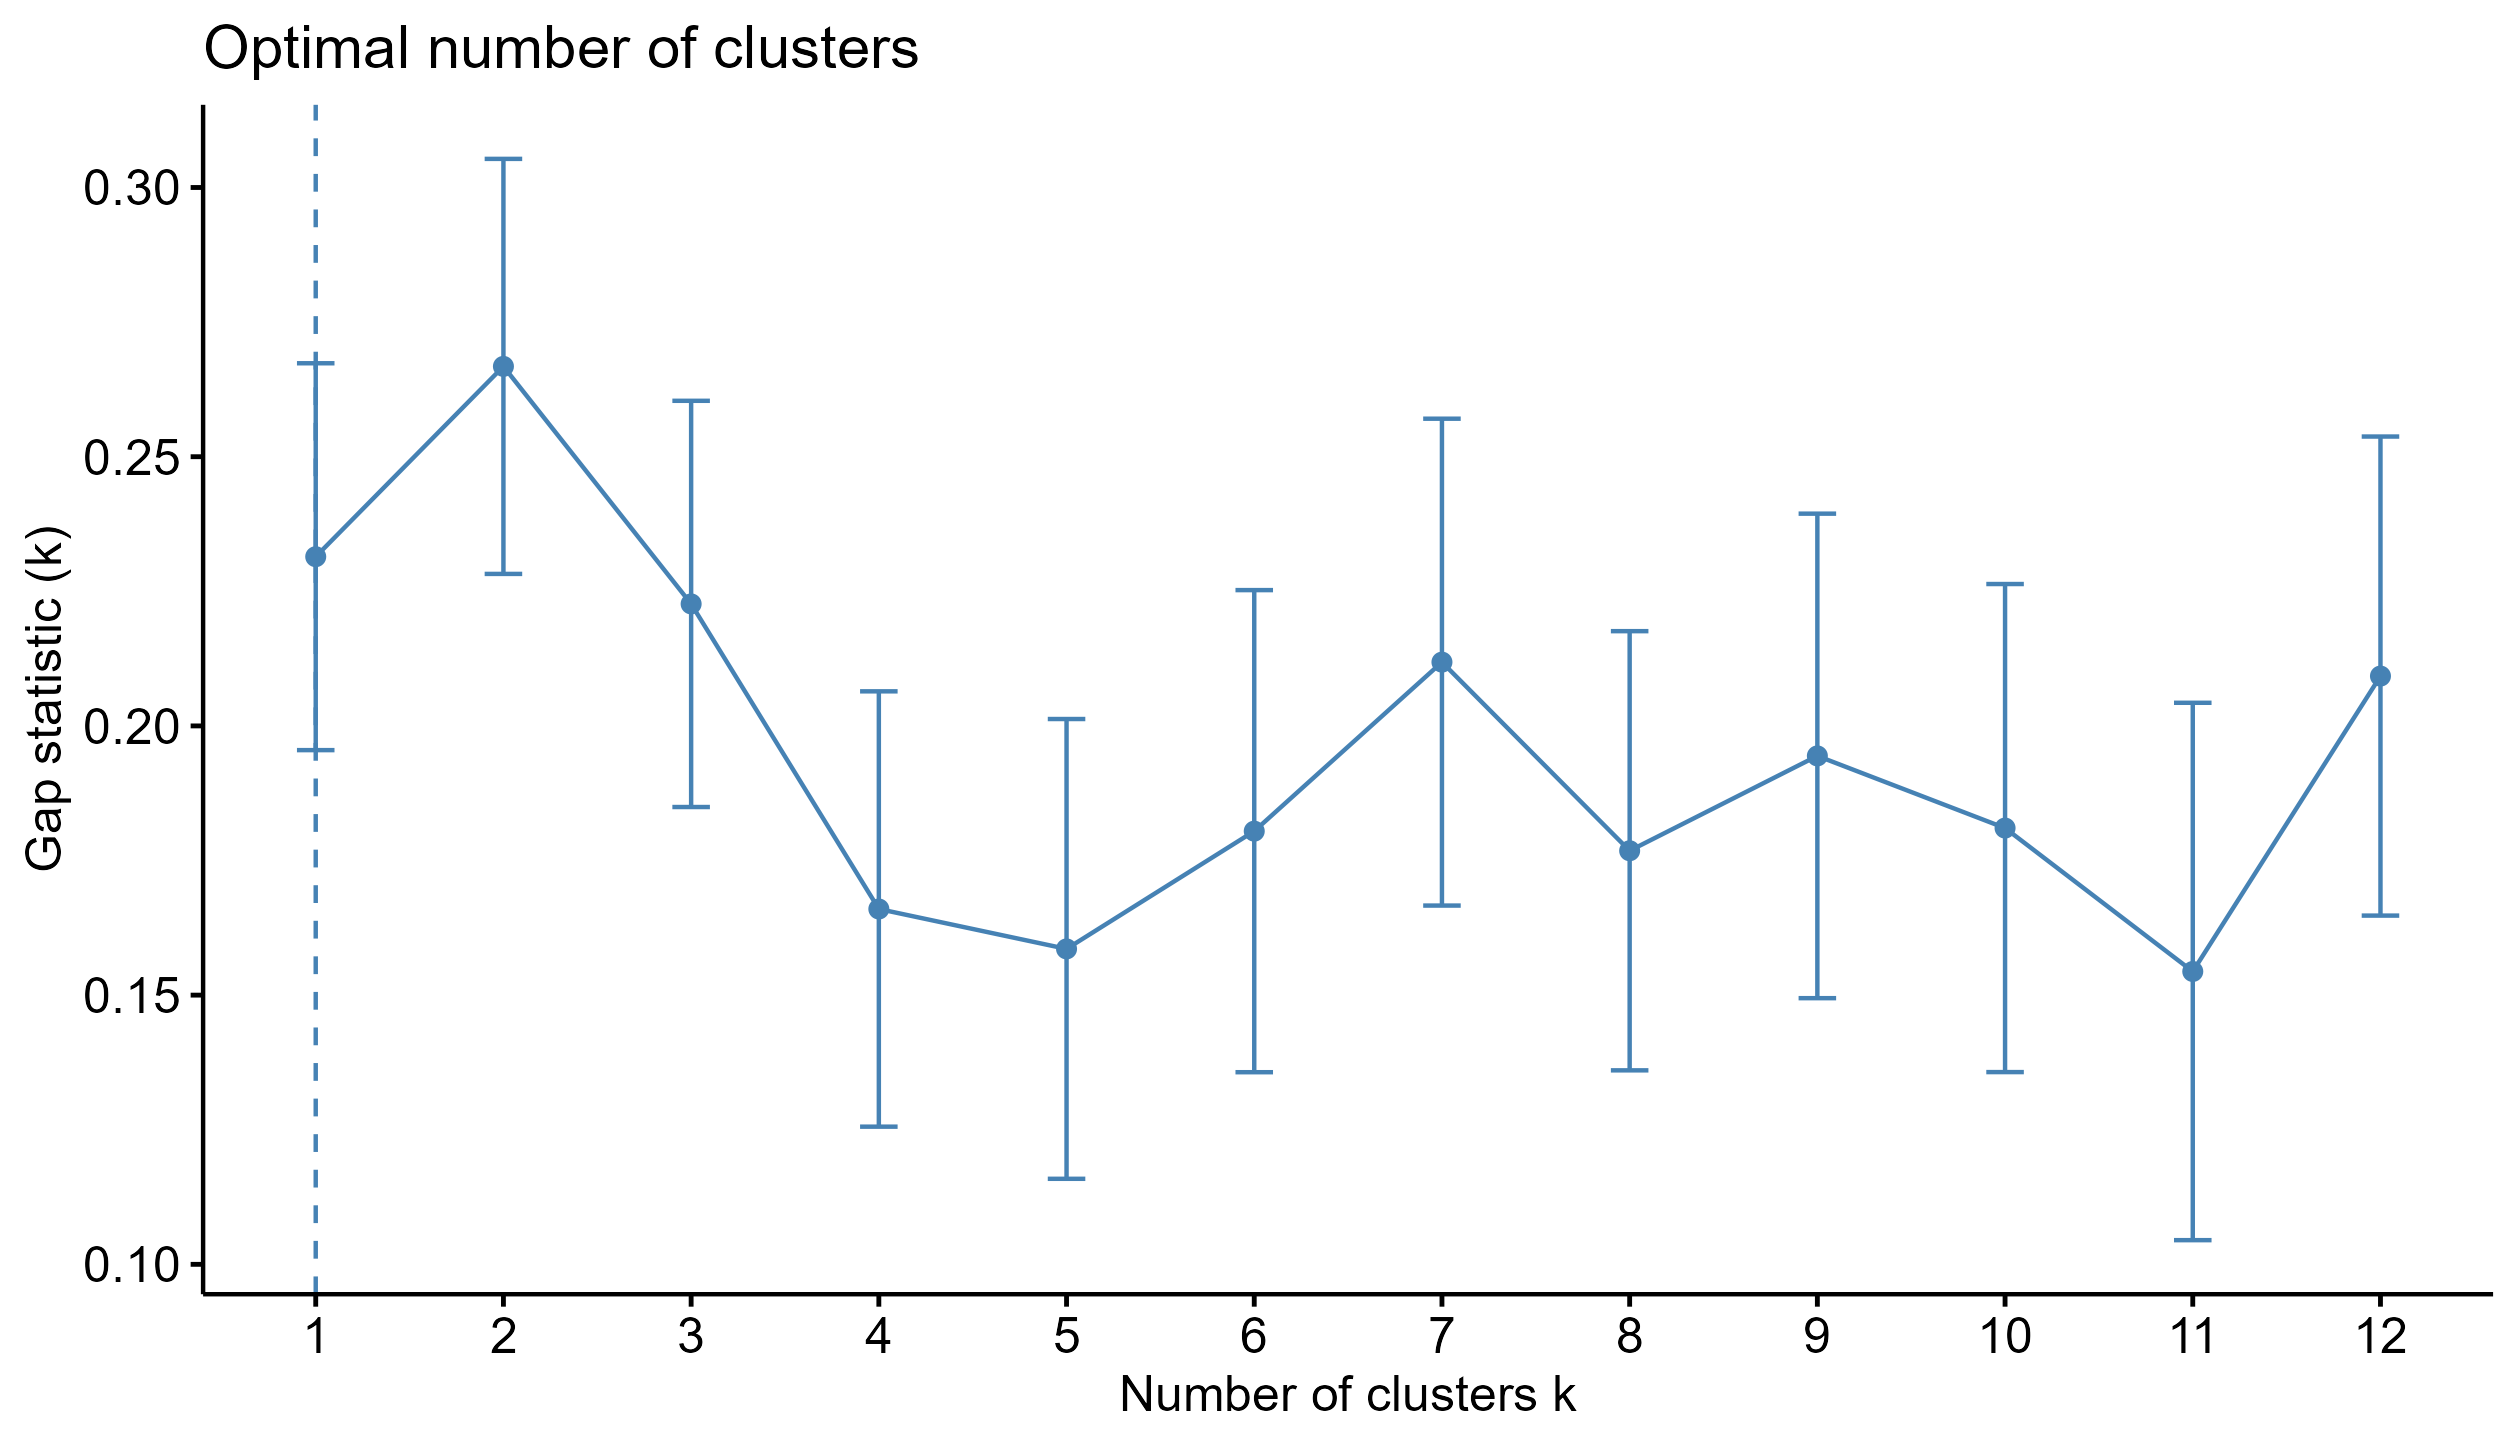 Optimal number of clusters
Gap statistic (k)
0.30
0.25
0.20
0.15
0.10
1 2 3 4 5 6 7 8 9 10 11 12
Number of clusters k